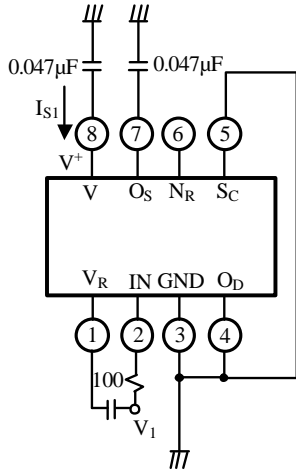 0.047µF 0.047µF
I_S1
8 7 6 5
V⁺
V O_S N_R S_C
V_R IN GND O_D
1 2 3 4
100
V_1